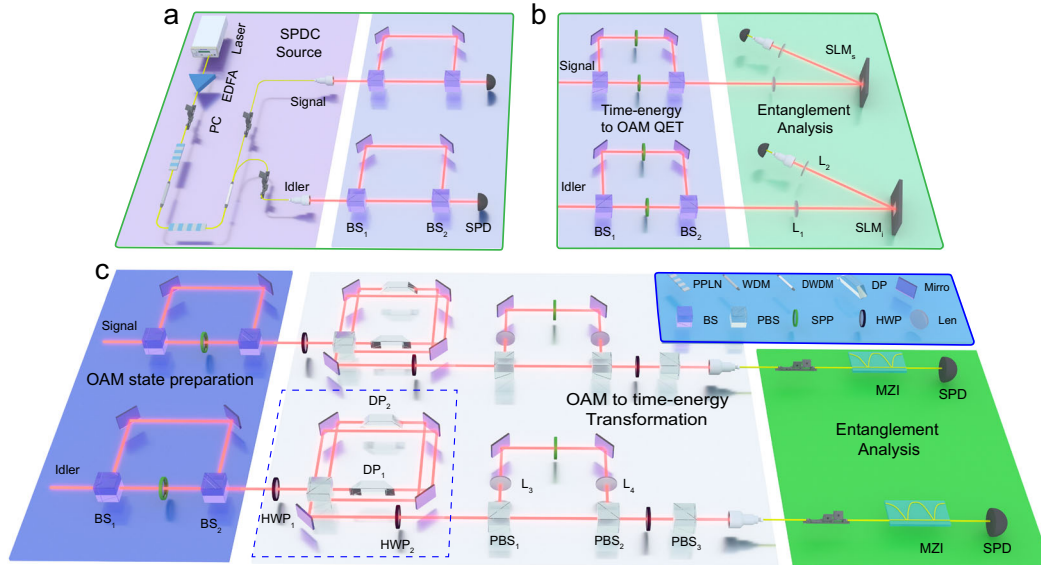 a
Laser
EDFA
PC
SPDC
Source
Signal
Idler
BS1
BS2
SPD
b
Signal
Time-energy
to OAM QET
Idler
BS1
BS2
SLMs
Entanglement
Analysis
L2
L1
SLMi
c
Signal
OAM state preparation
Idler
BS1
BS2
HWP1
DP2
DP1
HWP2
OAM to time-energy
Transformation
L3
L4
PBS1
PBS2
PBS3
PPLN
WDM
DWDM
DP
Mirro
BS
PBS
SPP
HWP
Len
MZI
SPD
Entanglement
Analysis
MZI
SPD